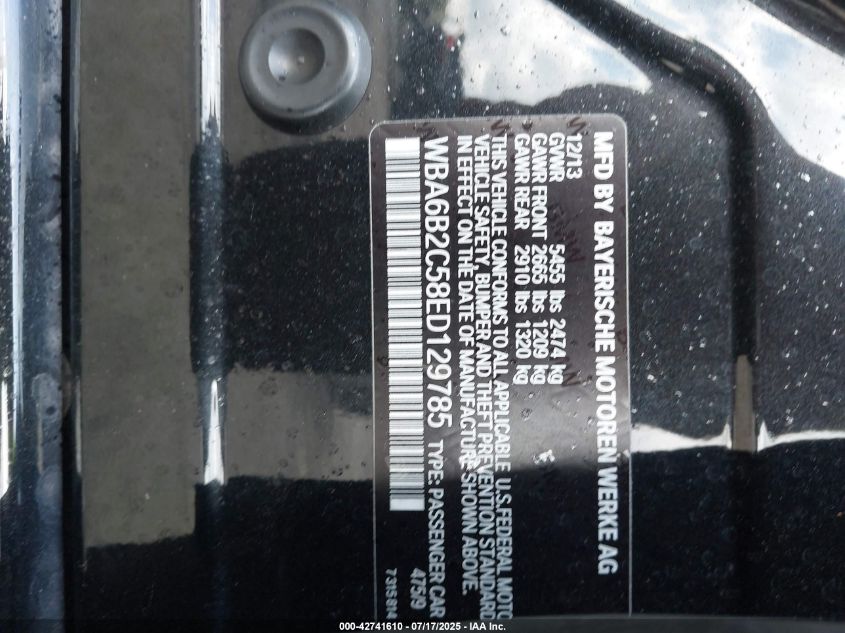 MFD BY BAYERISCHE MOTOREN WERKE AG
12/13
GVWR 5455 lbs 2474 kg
GAWR FRONT 2665 lbs 1209 kg
GAWR REAR 2910 lbs 1320 kg
THIS VEHICLE CONFORMS TO ALL APPLICABLE U.S. FEDERAL MOTO
VEHICLE SAFETY, BUMPER AND THEFT PREVENTION STANDARD
IN EFFECT ON THE DATE OF MANUFACTURE SHOWN ABOVE.
WBA6B2C58ED129785 TYPE: PASSENGER CAR
475/9
000-42741610 - 07/17/2025 - IAA Inc.